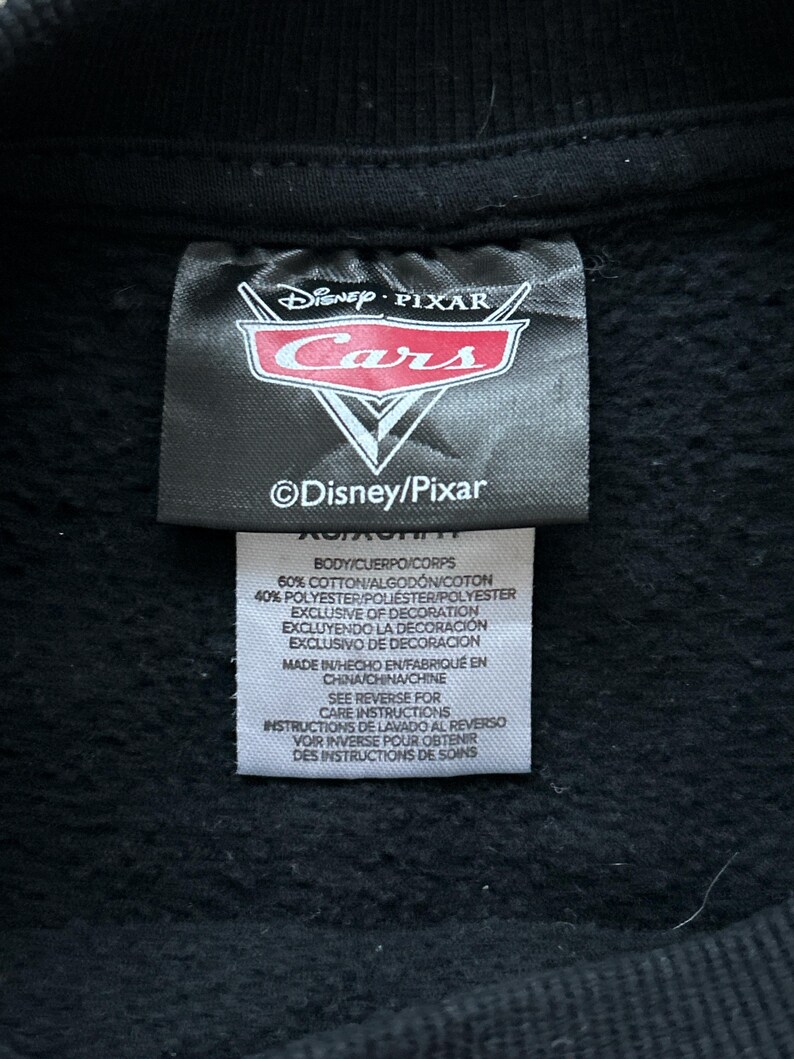 Disney · PIXAR
Cars
©Disney/Pixar
BODY/CUERPO/CORPS
60% COTTON/ALGODÓN/COTON
40% POLYESTER/POLIÉSTER/POLYESTER
EXCLUSIVE OF DECORATION
EXCLUYENDO LA DECORACIÓN
EXCLUSIVO DE DECORACION
MADE IN/HECHO EN/FABRIQUÉ EN
CHINA/CHINA/CHINE
SEE REVERSE FOR
CARE INSTRUCTIONS
INSTRUCTIONS DE LAVADO AL REVERSO
VOIR INVERSE POUR OBTENIR
DES INSTRUCTIONS DE SOINS